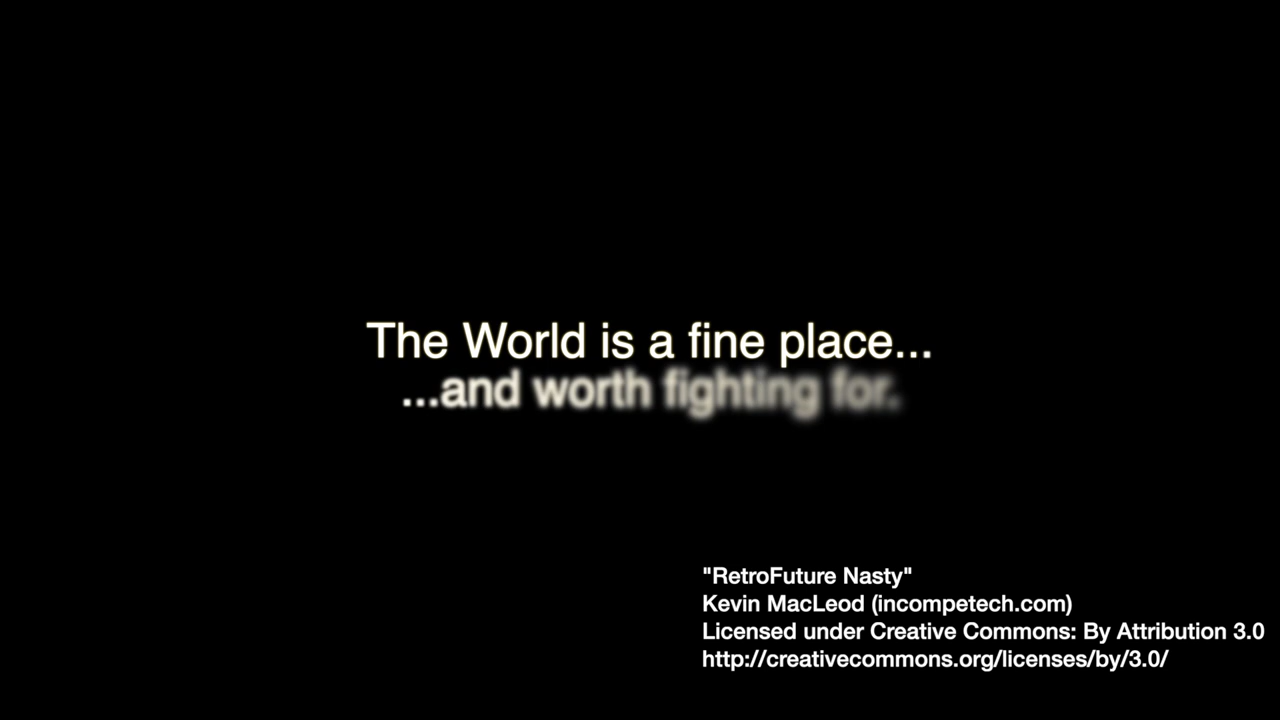 The World is a fine place...
...and worth fighting for.
"RetroFuture Nasty"
Kevin MacLeod (incompetech.com)
Licensed under Creative Commons: By Attribution 3.0
http://creativecommons.org/licenses/by/3.0/